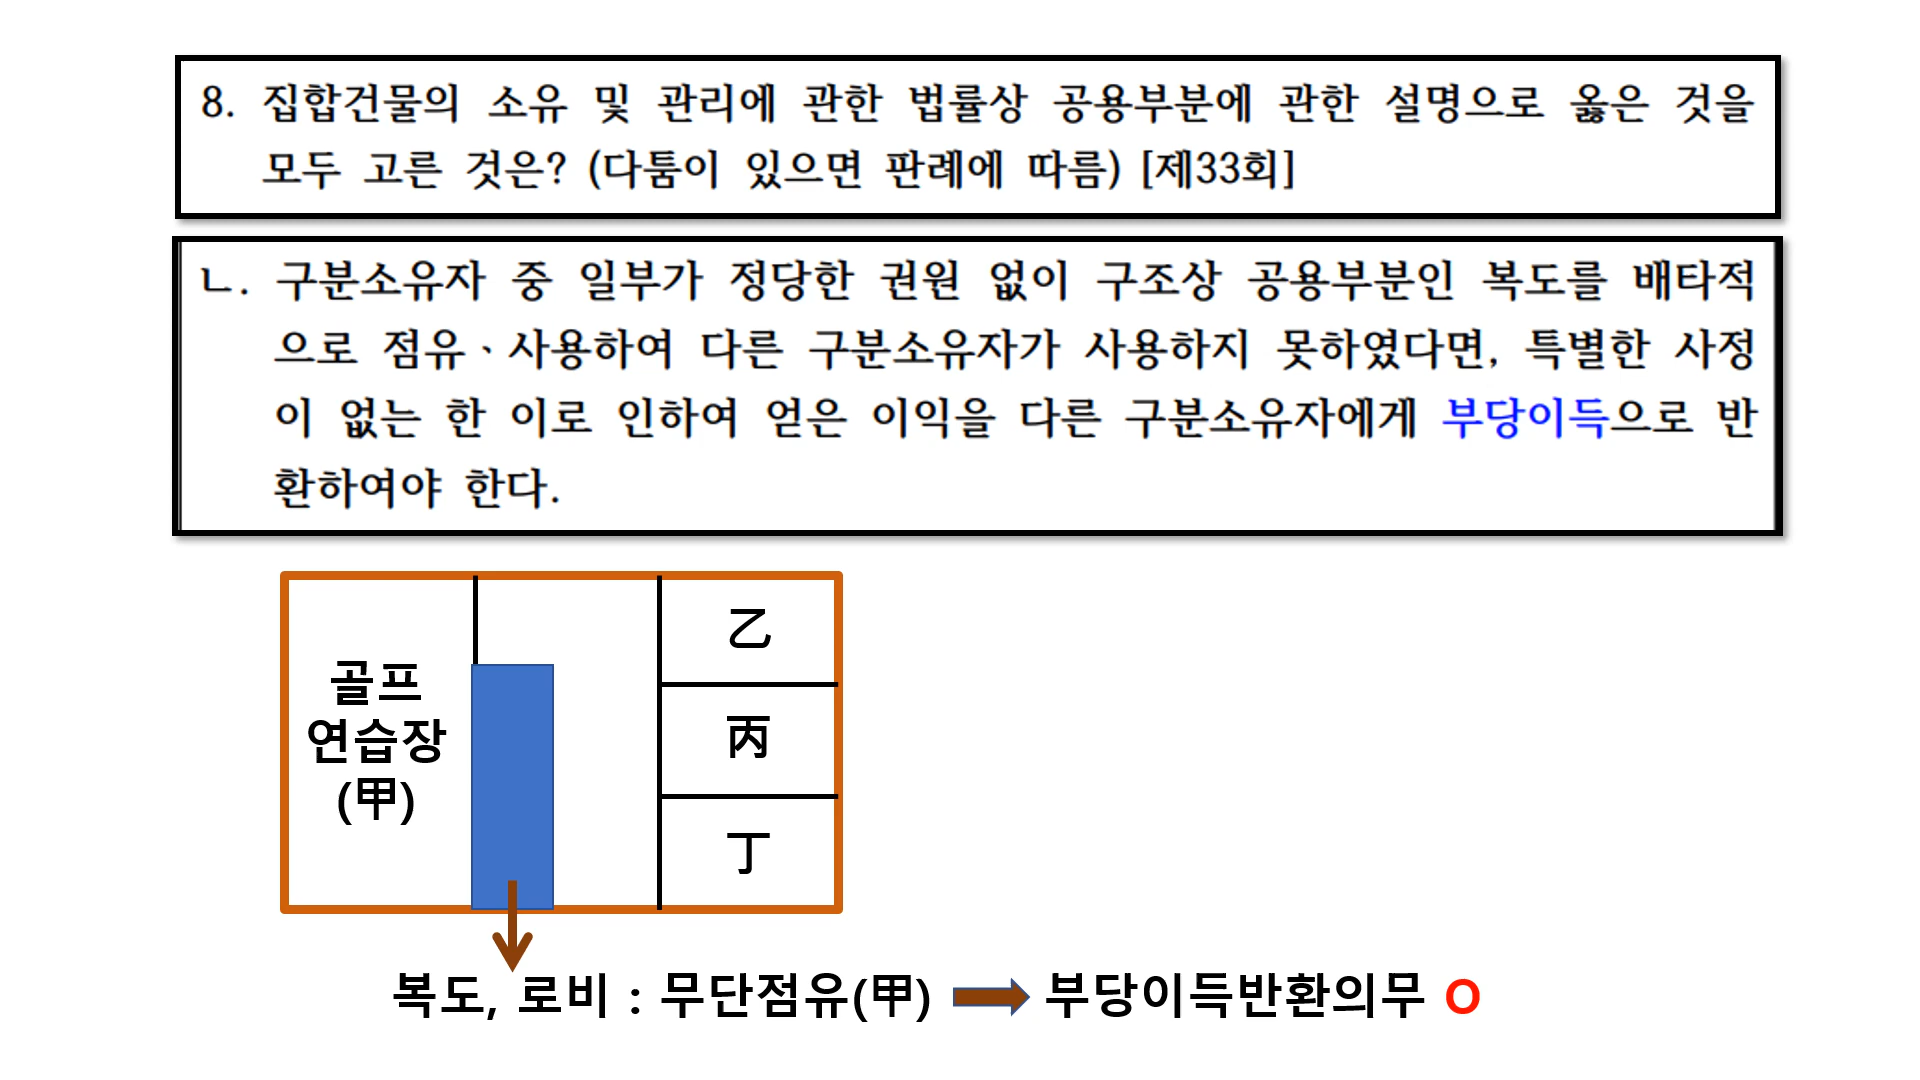 8. 집합건물의 소유 및 관리에 관한 법률상 공용부분에 관한 설명으로 옳은 것을
모두 고른 것은? (다툼이 있으면 판례에 따름) [제33회]
ㄴ. 구분소유자 중 일부가 정당한 권원 없이 구조상 공용부분인 복도를 배타적
으로 점유、사용하여 다른 구분소유자가 사용하지 못하였다면, 특별한 사정
이 없는 한 이로 인하여 얻은 이익을 다른 구분소유자에게 부당이득으로 반
환하여야 한다.
골프
연습장
(甲)
乙
丙
丁
복도, 로비 : 무단점유(甲) 부당이득반환의무 O